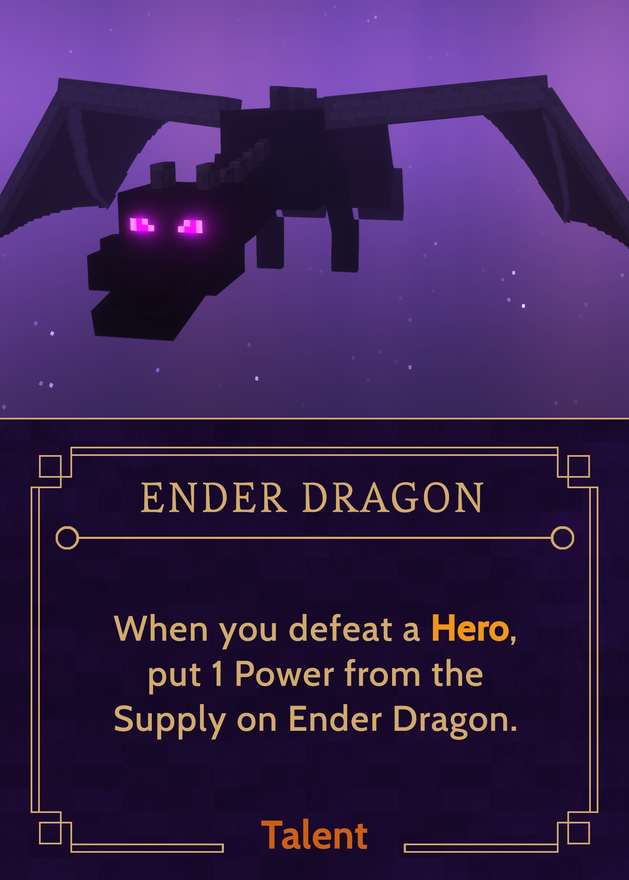 ENDER DRAGON
When you defeat a Hero,
put 1 Power from the
Supply on Ender Dragon.
Talent